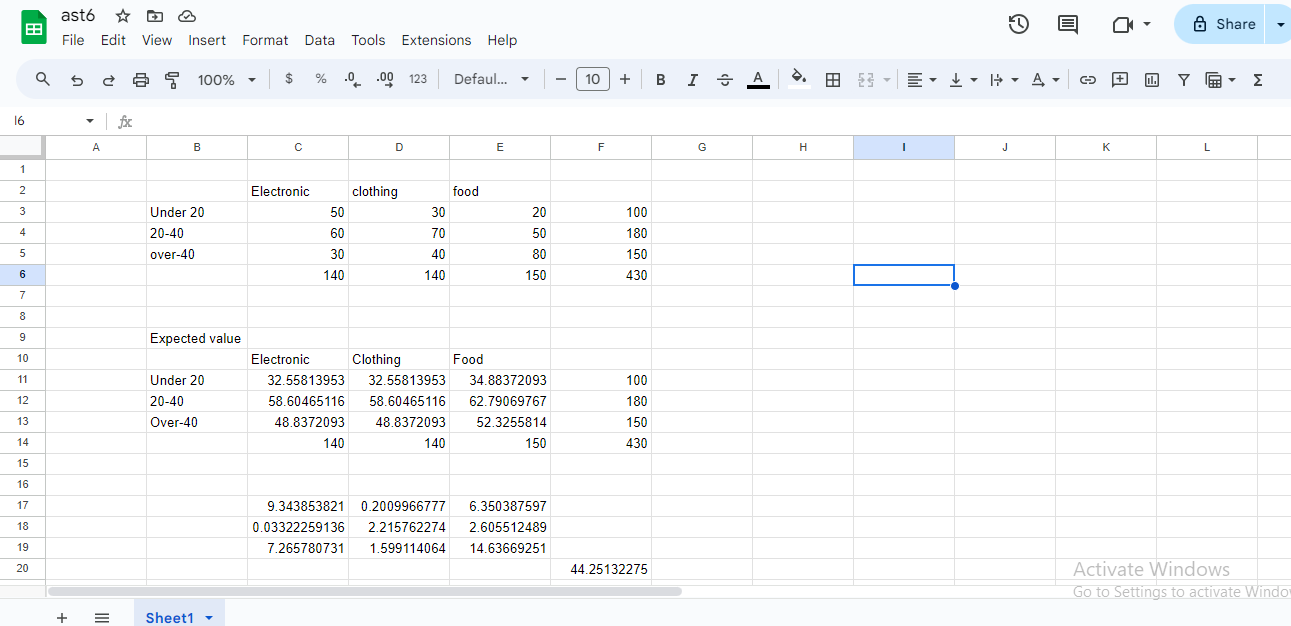 ast6
File Edit View Insert Format Data Tools Extensions Help
100% $ % .0 .00 123 Defaul... − 10 + B I A A Σ
Share
I6 fx
A B C D E F G H I J K L
1
2 Electronic clothing food
3 Under 20 50 30 20 100
4 20-40 60 70 50 180
5 over-40 30 40 80 150
6 140 140 150 430
7
8
9 Expected value
10 Electronic Clothing Food
11 Under 20 32.55813953 32.55813953 34.88372093 100
12 20-40 58.60465116 58.60465116 62.79069767 180
13 Over-40 48.8372093 48.8372093 52.3255814 150
14 140 140 150 430
15
16
17 9.343853821 0.2009966777 6.350387597
18 0.03322259136 2.215762274 2.605512489
19 7.265780731 1.599114064 14.63669251
20 44.25132275
Activate Windows
Go to Settings to activate Windo
+ Sheet1